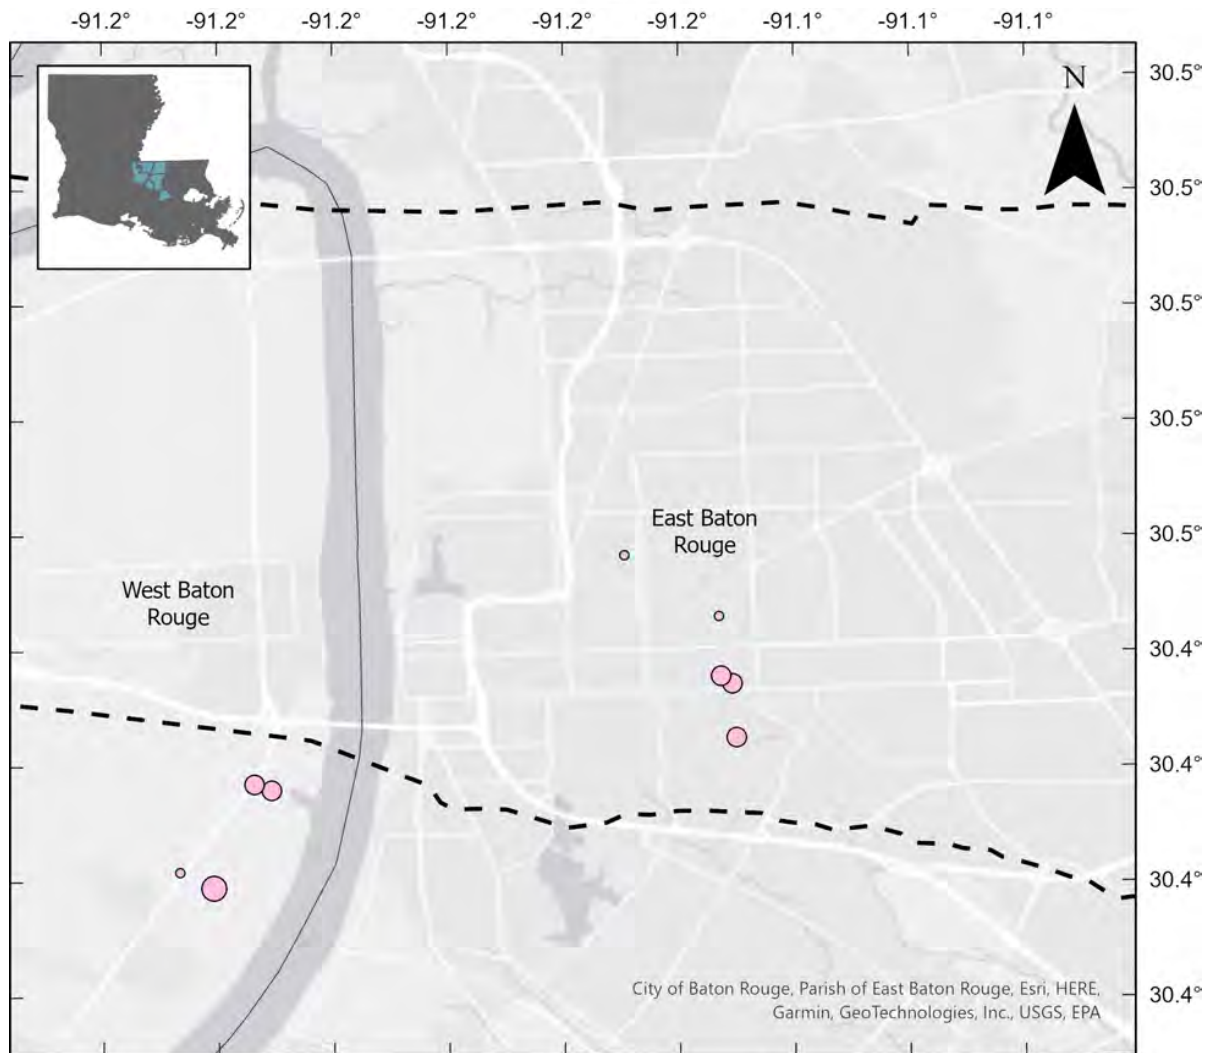 -91.2° -91.2° -91.2° -91.2° -91.2° -91.2° -91.1° -91.1° -91.1°
30.5°
N
30.5°
30.5°
30.5°
East Baton
Rouge
30.5°
West Baton
Rouge
30.4°
30.4°
30.4°
City of Baton Rouge, Parish of East Baton Rouge, Esri, HERE,
Garmin, GeoTechnologies, Inc., USGS, EPA
30.4°